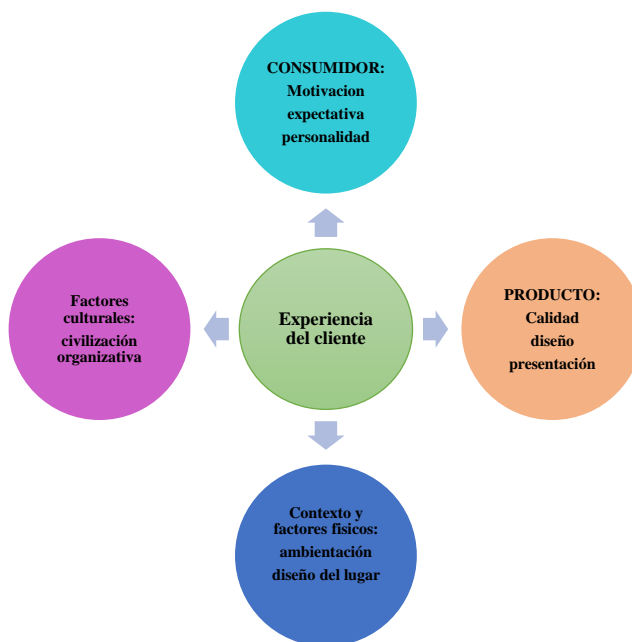 CONSUMIDOR:
Motivacion
expectativa
personalidad
Factores
culturales:
civilización
organizativa
Experiencia
del cliente
PRODUCTO:
Calidad
diseño
presentación
Contexto y
factores fisicos:
ambientación
diseño del lugar